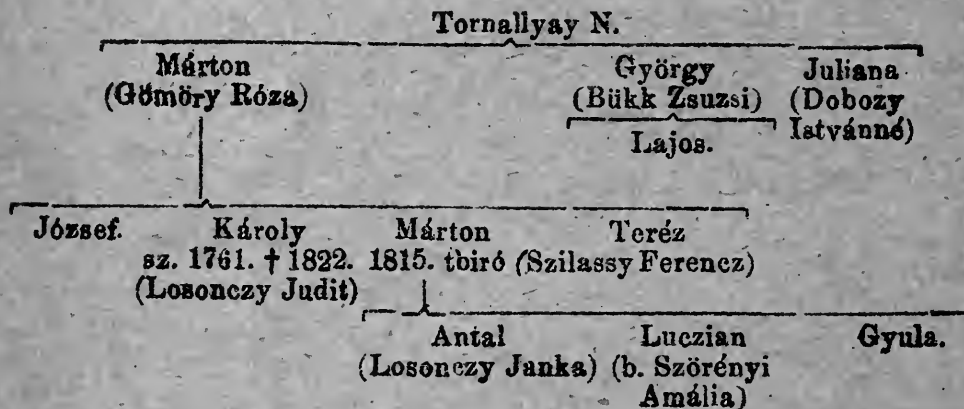 Tornallyay N.
Márton György Juliana
(Gömöry Róza) (Bükk Zsuzsi) (Dobozy
Lajos. Istvánné)
József. Károly Márton Teréz
sz. 1761. † 1822. 1815. tbiró (Szilassy Ferencz)
(Losonczy Judit)
Antal Luczian Gyula.
(Losonczy Janka) (b. Szörényi
Amália)